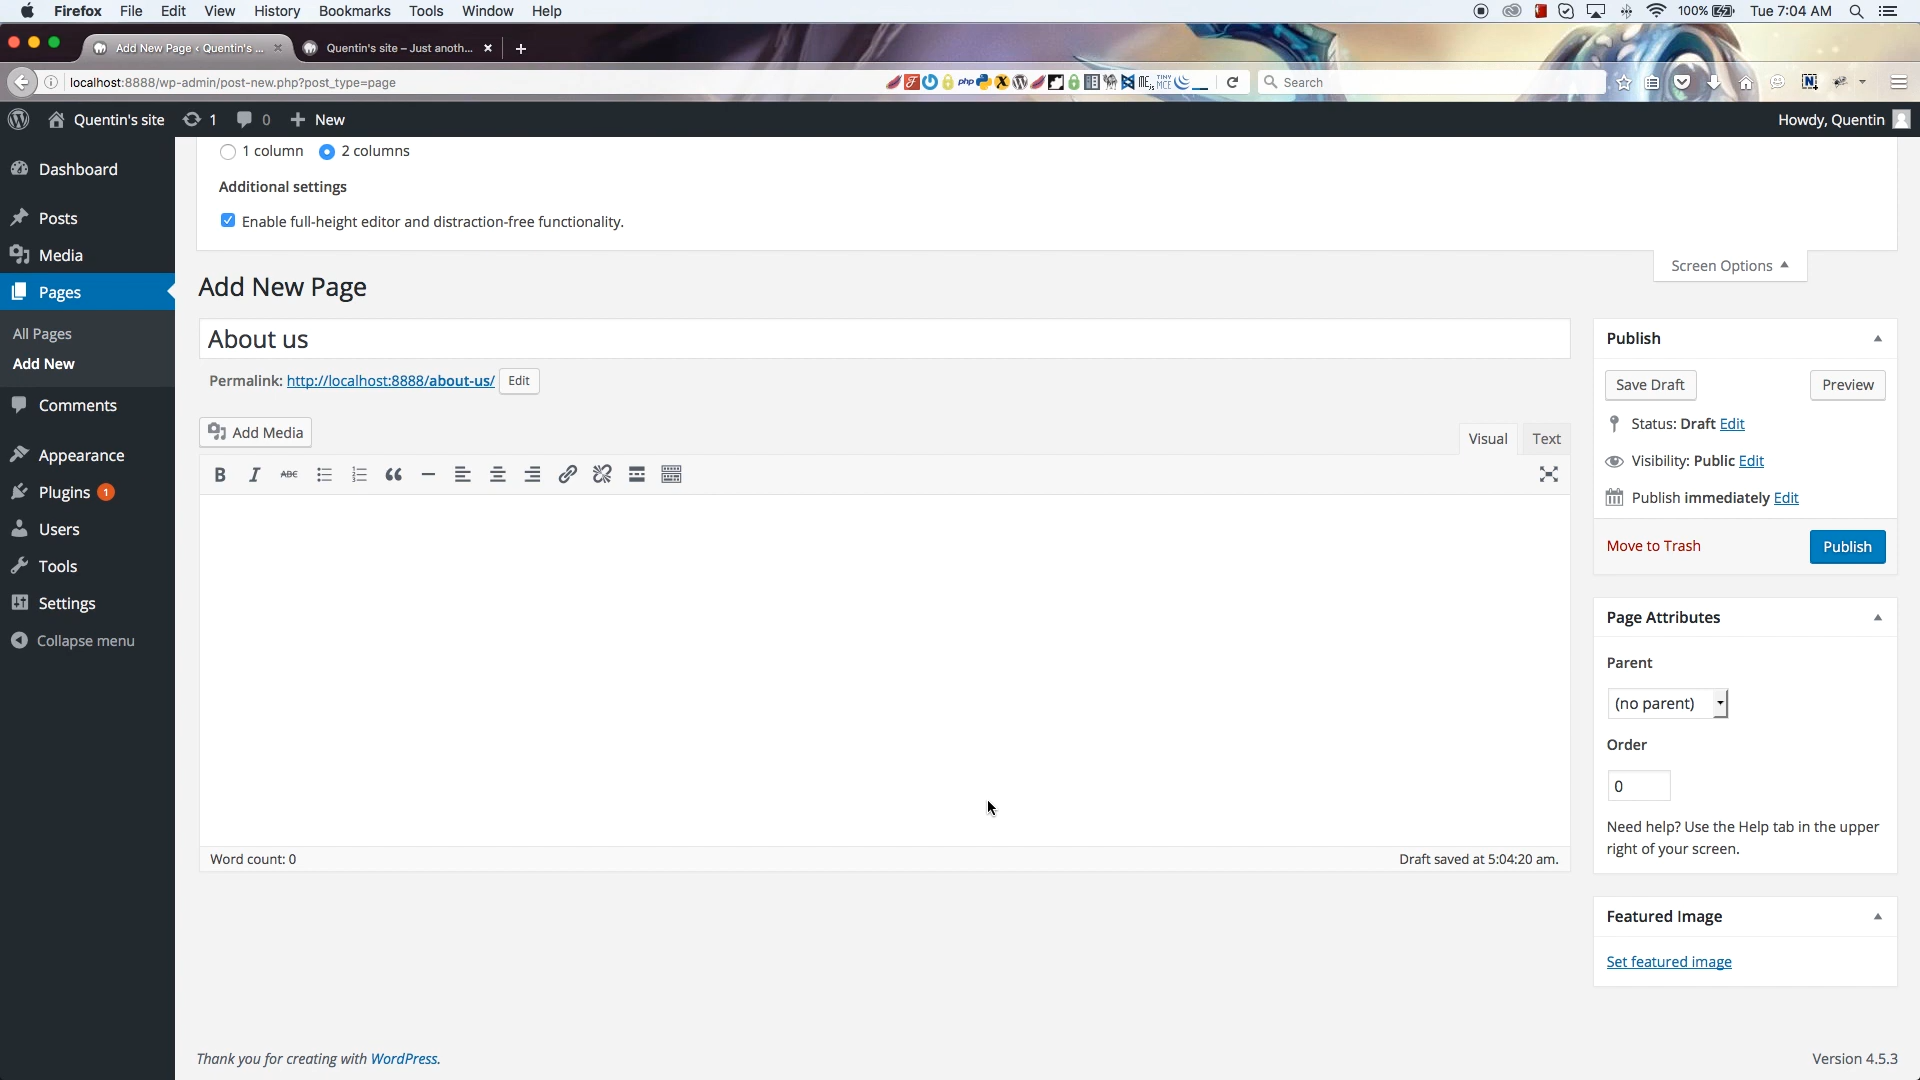 Firefox File Edit View History Bookmarks Tools Window Help 100% Tue 7:04 AM
Add New Page ‹ Quentin's ... Quentin's site – Just anoth...
localhost:8888/wp-admin/post-new.php?post_type=page Search
Quentin's site 1 0 New Howdy, Quentin
1 column 2 columns
Dashboard
Additional settings
Posts
Enable full-height editor and distraction-free functionality.
Media
Screen Options
Add New Page
Pages
All Pages
About us
Publish
Add New
Permalink: http://localhost:8888/about-us/ Edit
Save Draft Preview
Comments
Status: Draft Edit
Add Media
Visual Text
Appearance
Visibility: Public Edit
B I ABC
Plugins 1
Publish immediately Edit
Users
Move to Trash Publish
Tools
Settings
Page Attributes
Collapse menu
Parent
(no parent)
Order
0
Need help? Use the Help tab in the upper
right of your screen.
Word count: 0 Draft saved at 5:04:20 am.
Featured Image
Set featured image
Thank you for creating with WordPress. Version 4.5.3